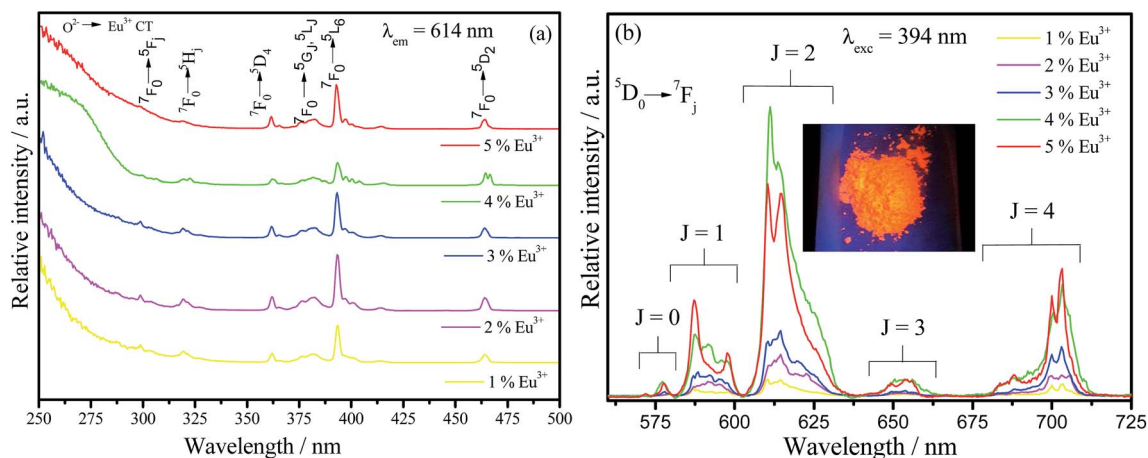 O²⁻ → Eu³⁺ CT
⁷F₀ → ⁵Fⱼ
⁷F₀ → ⁵Hⱼ
⁷F₀ → ⁵D₄
⁷F₀ → ⁵G_J, ⁵L_J
⁷F₀ → ⁵L₆
⁷F₀ → ⁵D₂
λem = 614 nm
(a)
5 % Eu³⁺
4 % Eu³⁺
3 % Eu³⁺
2 % Eu³⁺
1 % Eu³⁺
Relative intensity / a.u.
250 275 300 325 350 375 400 425 450 475 500
Wavelength / nm
(b)
λexc = 394 nm
⁵D₀ → ⁷Fⱼ
1 % Eu³⁺
2 % Eu³⁺
3 % Eu³⁺
4 % Eu³⁺
5 % Eu³⁺
J = 0
J = 1
J = 2
J = 3
J = 4
Relative intensity / a.u.
575 600 625 650 675 700 725
Wavelength / nm